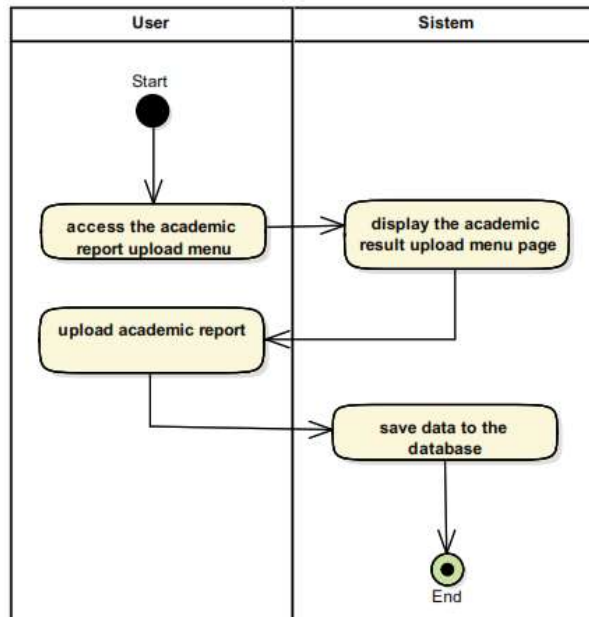 User
Sistem
Start
access the academic
report upload menu
display the academic
result upload menu page
upload academic report
save data to the
database
End